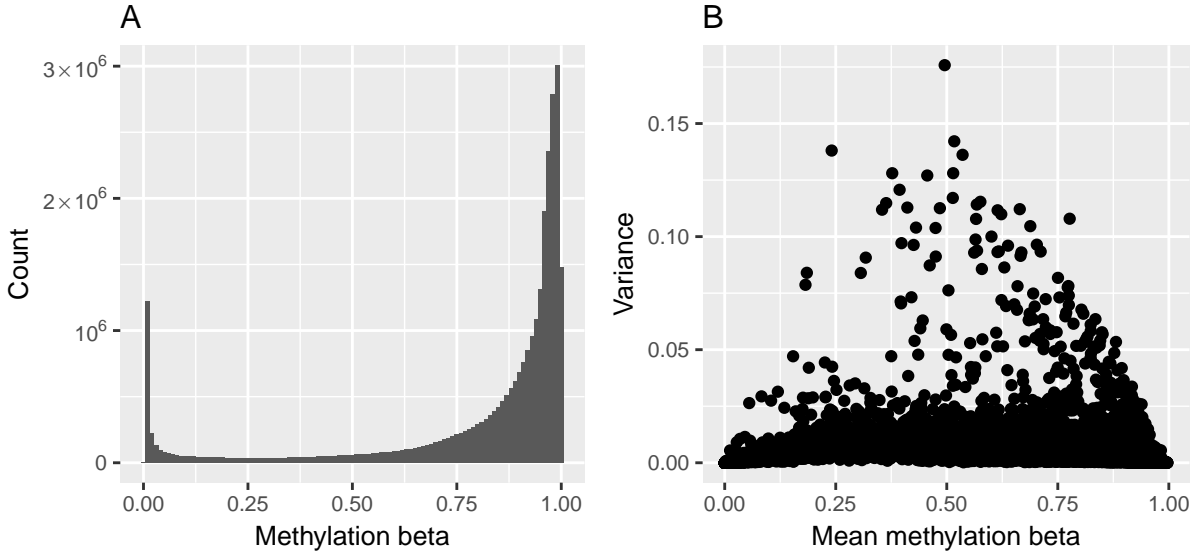 A
Count
3×10⁶
2×10⁶
10⁶
0
0.00 0.25 0.50 0.75 1.00
Methylation beta
B
Variance
0.15
0.10
0.05
0.00
0.00 0.25 0.50 0.75 1.00
Mean methylation beta